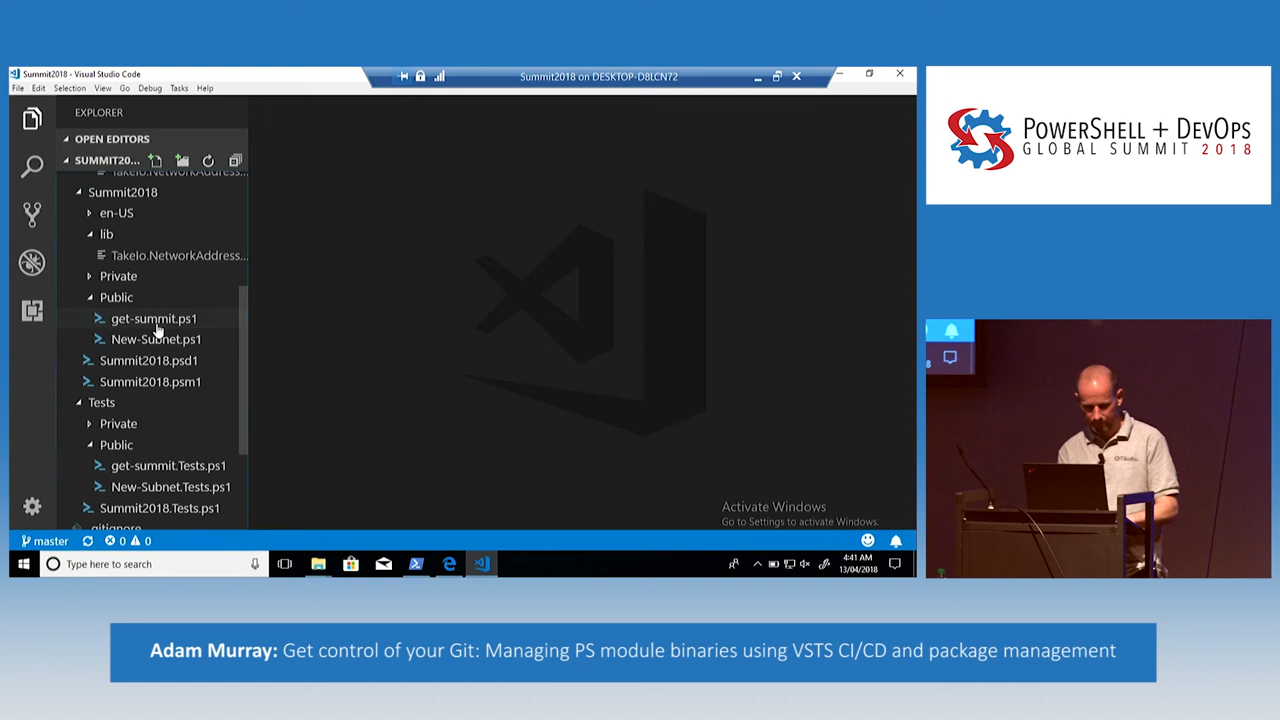 Summit2018 - Visual Studio Code
Summit2018 on DESKTOP-D8LCN72
File Edit Selection View Go Debug Tasks Help
EXPLORER
OPEN EDITORS
SUMMIT20...
TakeIo.NetworkAddress...
Summit2018
en-US
lib
TakeIo.NetworkAddress...
Private
Public
get-summit.ps1
New-Subnet.ps1
Summit2018.psd1
Summit2018.psm1
Tests
Private
Public
get-summit.Tests.ps1
New-Subnet.Tests.ps1
Summit2018.Tests.ps1
.gitignore
Activate Windows
Go to Settings to activate Windows.
master 0 0
Type here to search
4:41 AM
13/04/2018
POWERSHELL + DEVOPS
GLOBAL SUMMIT 2018
Adam Murray: Get control of your Git: Managing PS module binaries using VSTS CI/CD and package management